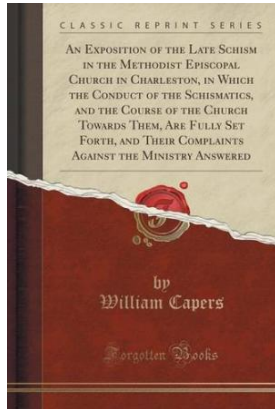 CLASSIC REPRINT SERIES
AN EXPOSITION OF THE LATE SCHISM
IN THE METHODIST EPISCOPAL
CHURCH IN CHARLESTON, IN WHICH
THE CONDUCT OF THE SCHISMATICS,
AND THE COURSE OF THE CHURCH
TOWARDS THEM, ARE FULLY SET
FORTH, AND THEIR COMPLAINTS
AGAINST THE MINISTRY ANSWERED
by
William Capers
Forgotten Books